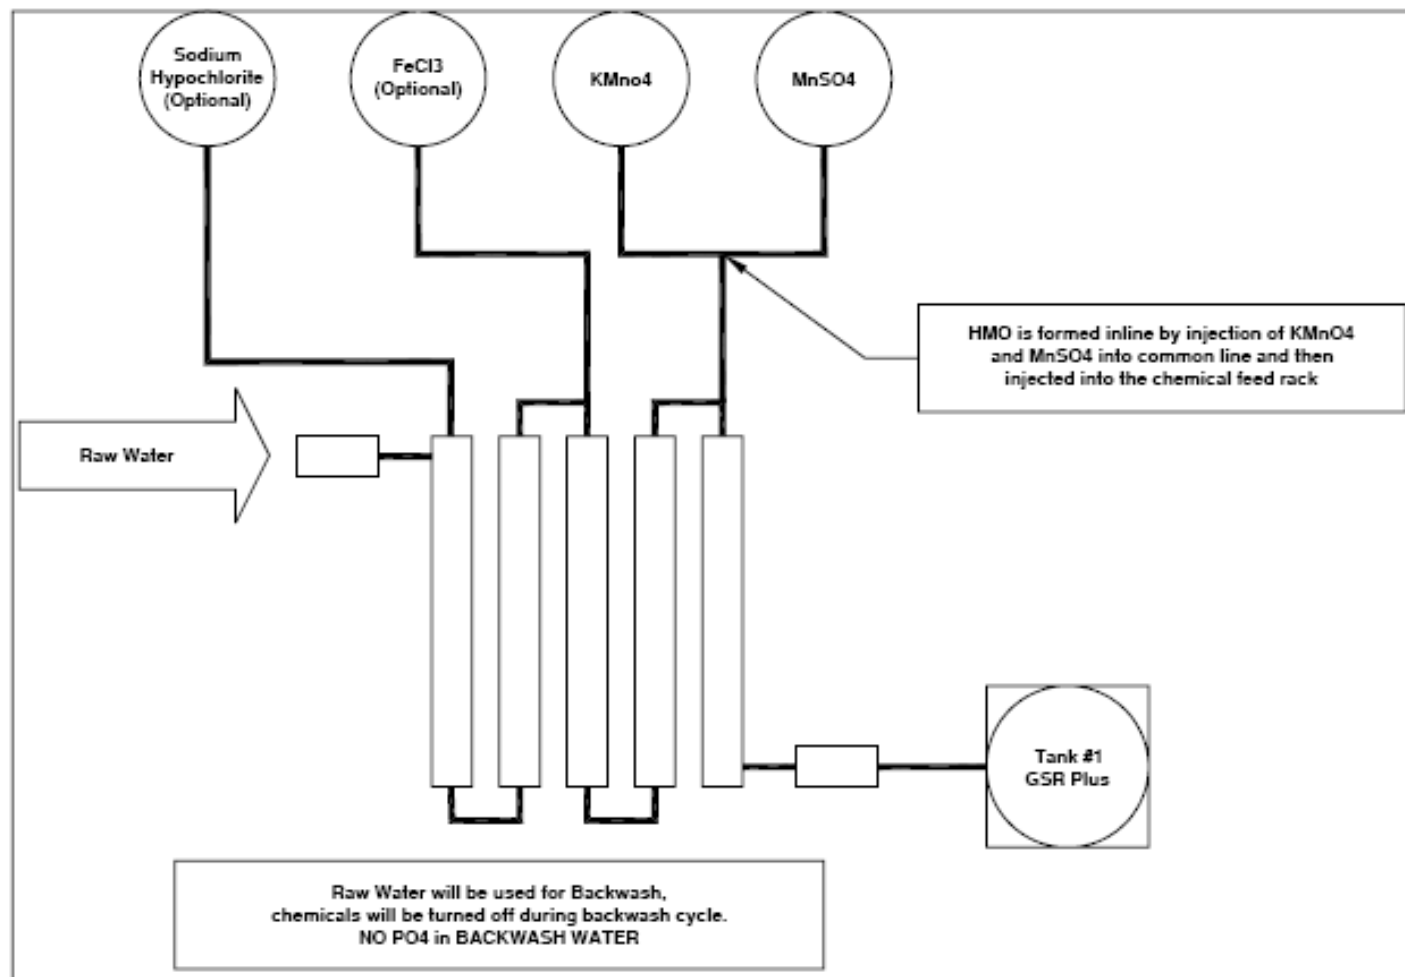 Sodium
Hypochlorite
(Optional)
FeCl3
(Optional)
KMno4
MnSO4
HMO is formed inline by injection of KMnO4
and MnSO4 into common line and then
injected into the chemical feed rack
Raw Water
Tank #1
GSR Plus
Raw Water will be used for Backwash,
chemicals will be turned off during backwash cycle.
NO PO4 in BACKWASH WATER